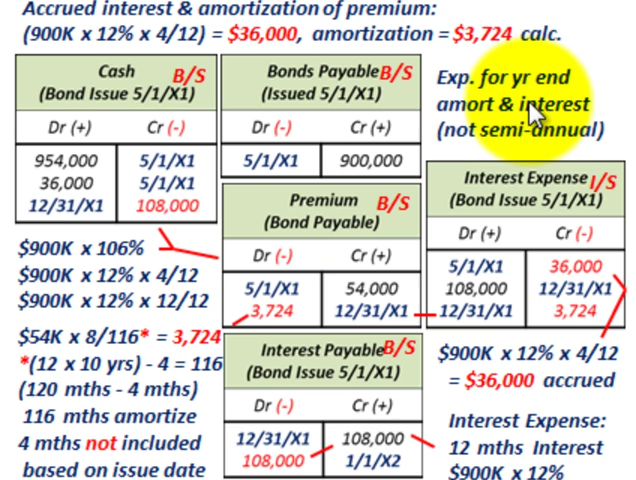 Accrued interest & amortization of premium:
(900K x 12% x 4/12) = $36,000, amortization = $3,724 calc.
Cash B/S
(Bond Issue 5/1/X1)
Dr (+) Cr (-)
954,000 5/1/X1
36,000 5/1/X1
12/31/X1 108,000
Bonds Payable B/S
(Issued 5/1/X1)
Dr (-) Cr (+)
5/1/X1 900,000
Exp. for yr end
amort & interest
(not semi-annual)
Premium B/S
(Bond Payable)
Dr (-) Cr (+)
5/1/X1 54,000
3,724 12/31/X1
Interest Expense I/S
(Bond Issue 5/1/X1)
Dr (+) Cr (-)
5/1/X1 36,000
108,000 12/31/X1
12/31/X1 3,724
$900K x 106%
$900K x 12% x 4/12
$900K x 12% x 12/12
$54K x 8/116* = 3,724
*(12 x 10 yrs) - 4 = 116
(120 mths - 4 mths)
116 mths amortize
4 mths not included
based on issue date
Interest Payable B/S
(Bond Issue 5/1/X1)
Dr (-) Cr (+)
12/31/X1 108,000
108,000 1/1/X2
$900K x 12% x 4/12
= $36,000 accrued
Interest Expense:
12 mths Interest
$900K x 12%